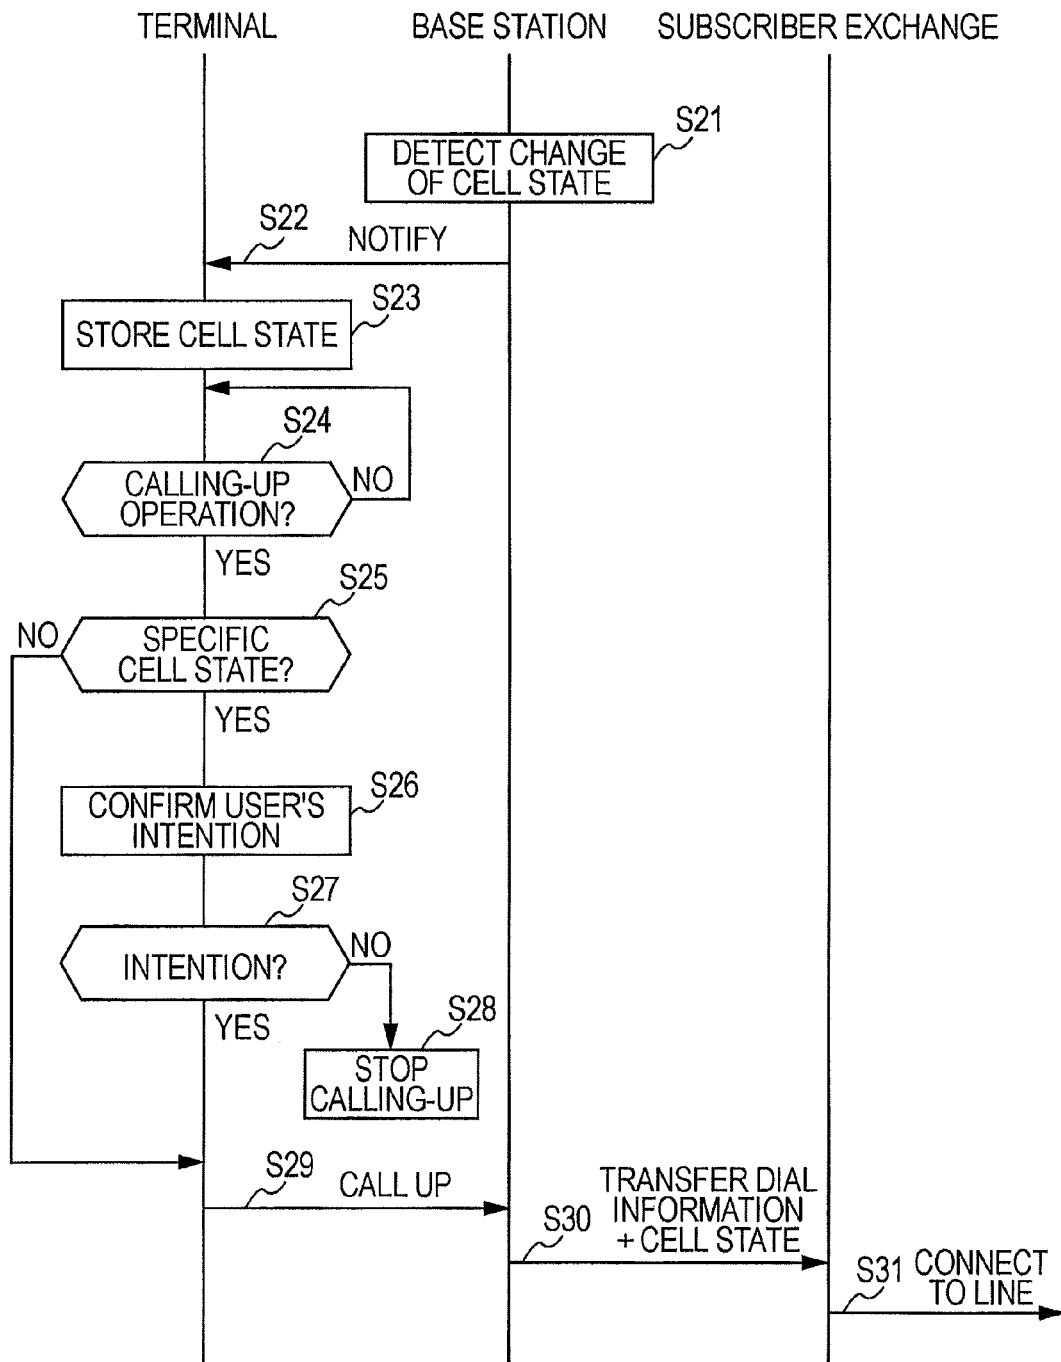 TERMINAL
BASE STATION
SUBSCRIBER EXCHANGE
S21
DETECT CHANGE
OF CELL STATE
S22
NOTIFY
S23
STORE CELL STATE
S24
CALLING-UP
OPERATION?
NO
YES
S25
NO
SPECIFIC
CELL STATE?
YES
S26
CONFIRM USER'S
INTENTION
S27
INTENTION?
NO
YES
S28
STOP
CALLING-UP
S29
CALL UP
S30
TRANSFER DIAL
INFORMATION
+ CELL STATE
S31
CONNECT
TO LINE